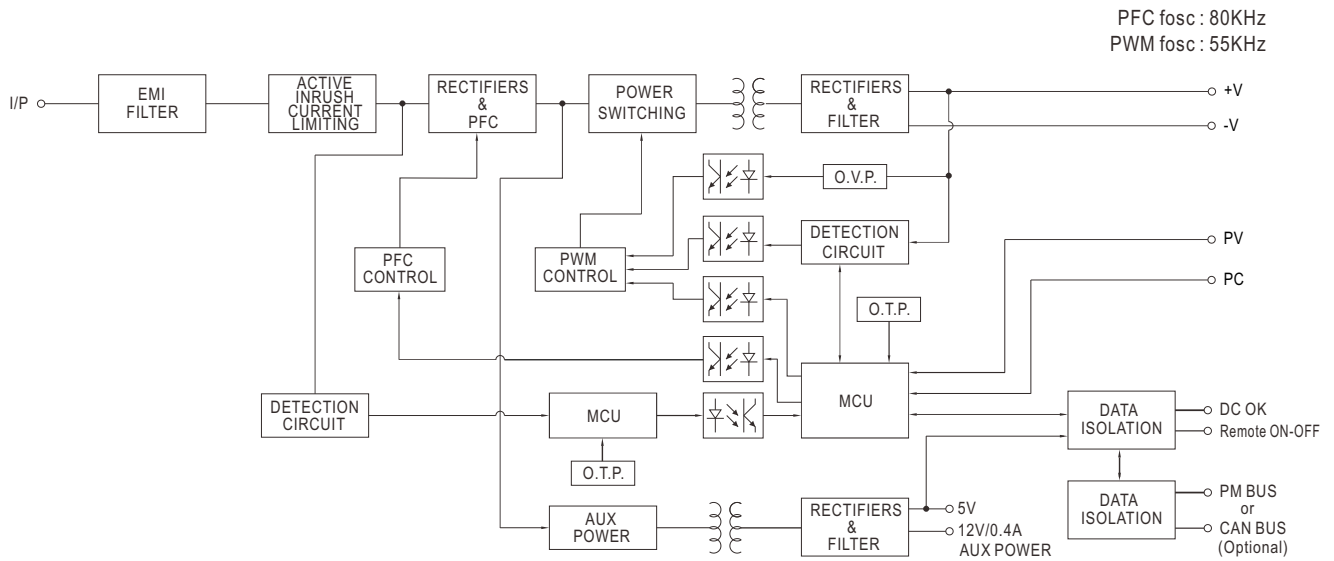 PFC fosc : 80KHz
PWM fosc : 55KHz
I/P
EMI
FILTER
ACTIVE
INRUSH
CURRENT
LIMITING
RECTIFIERS
&
PFC
POWER
SWITCHING
RECTIFIERS
&
FILTER
+V
-V
O.V.P.
DETECTION
CIRCUIT
PFC
CONTROL
PWM
CONTROL
PV
PC
O.T.P.
MCU
DETECTION
CIRCUIT
MCU
O.T.P.
DATA
ISOLATION
DC OK
Remote ON-OFF
DATA
ISOLATION
PM BUS
or
CAN BUS
(Optional)
AUX
POWER
RECTIFIERS
&
FILTER
5V
12V/0.4A
AUX POWER